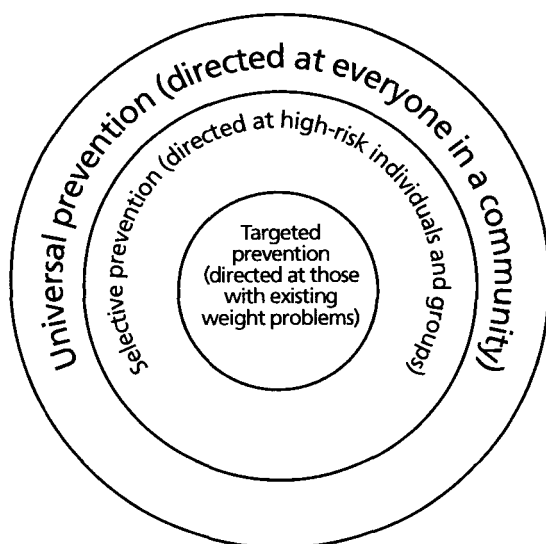 Universal prevention (directed at everyone in a community)
Selective prevention (directed at high-risk individuals and groups)
Targeted
prevention
(directed at those
with existing
weight problems)